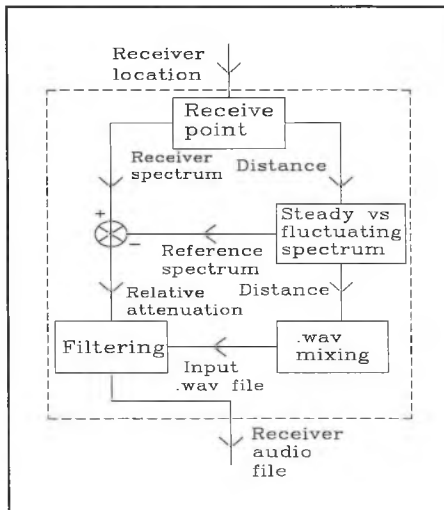 Receiver
location
Receive
point
Receiver
spectrum
Distance
+
−
Steady vs
fluctuating
spectrum
Reference
spectrum
Relative
attenuation
Distance
Filtering
.wav
mixing
Input
.wav file
Receiver
audio
file